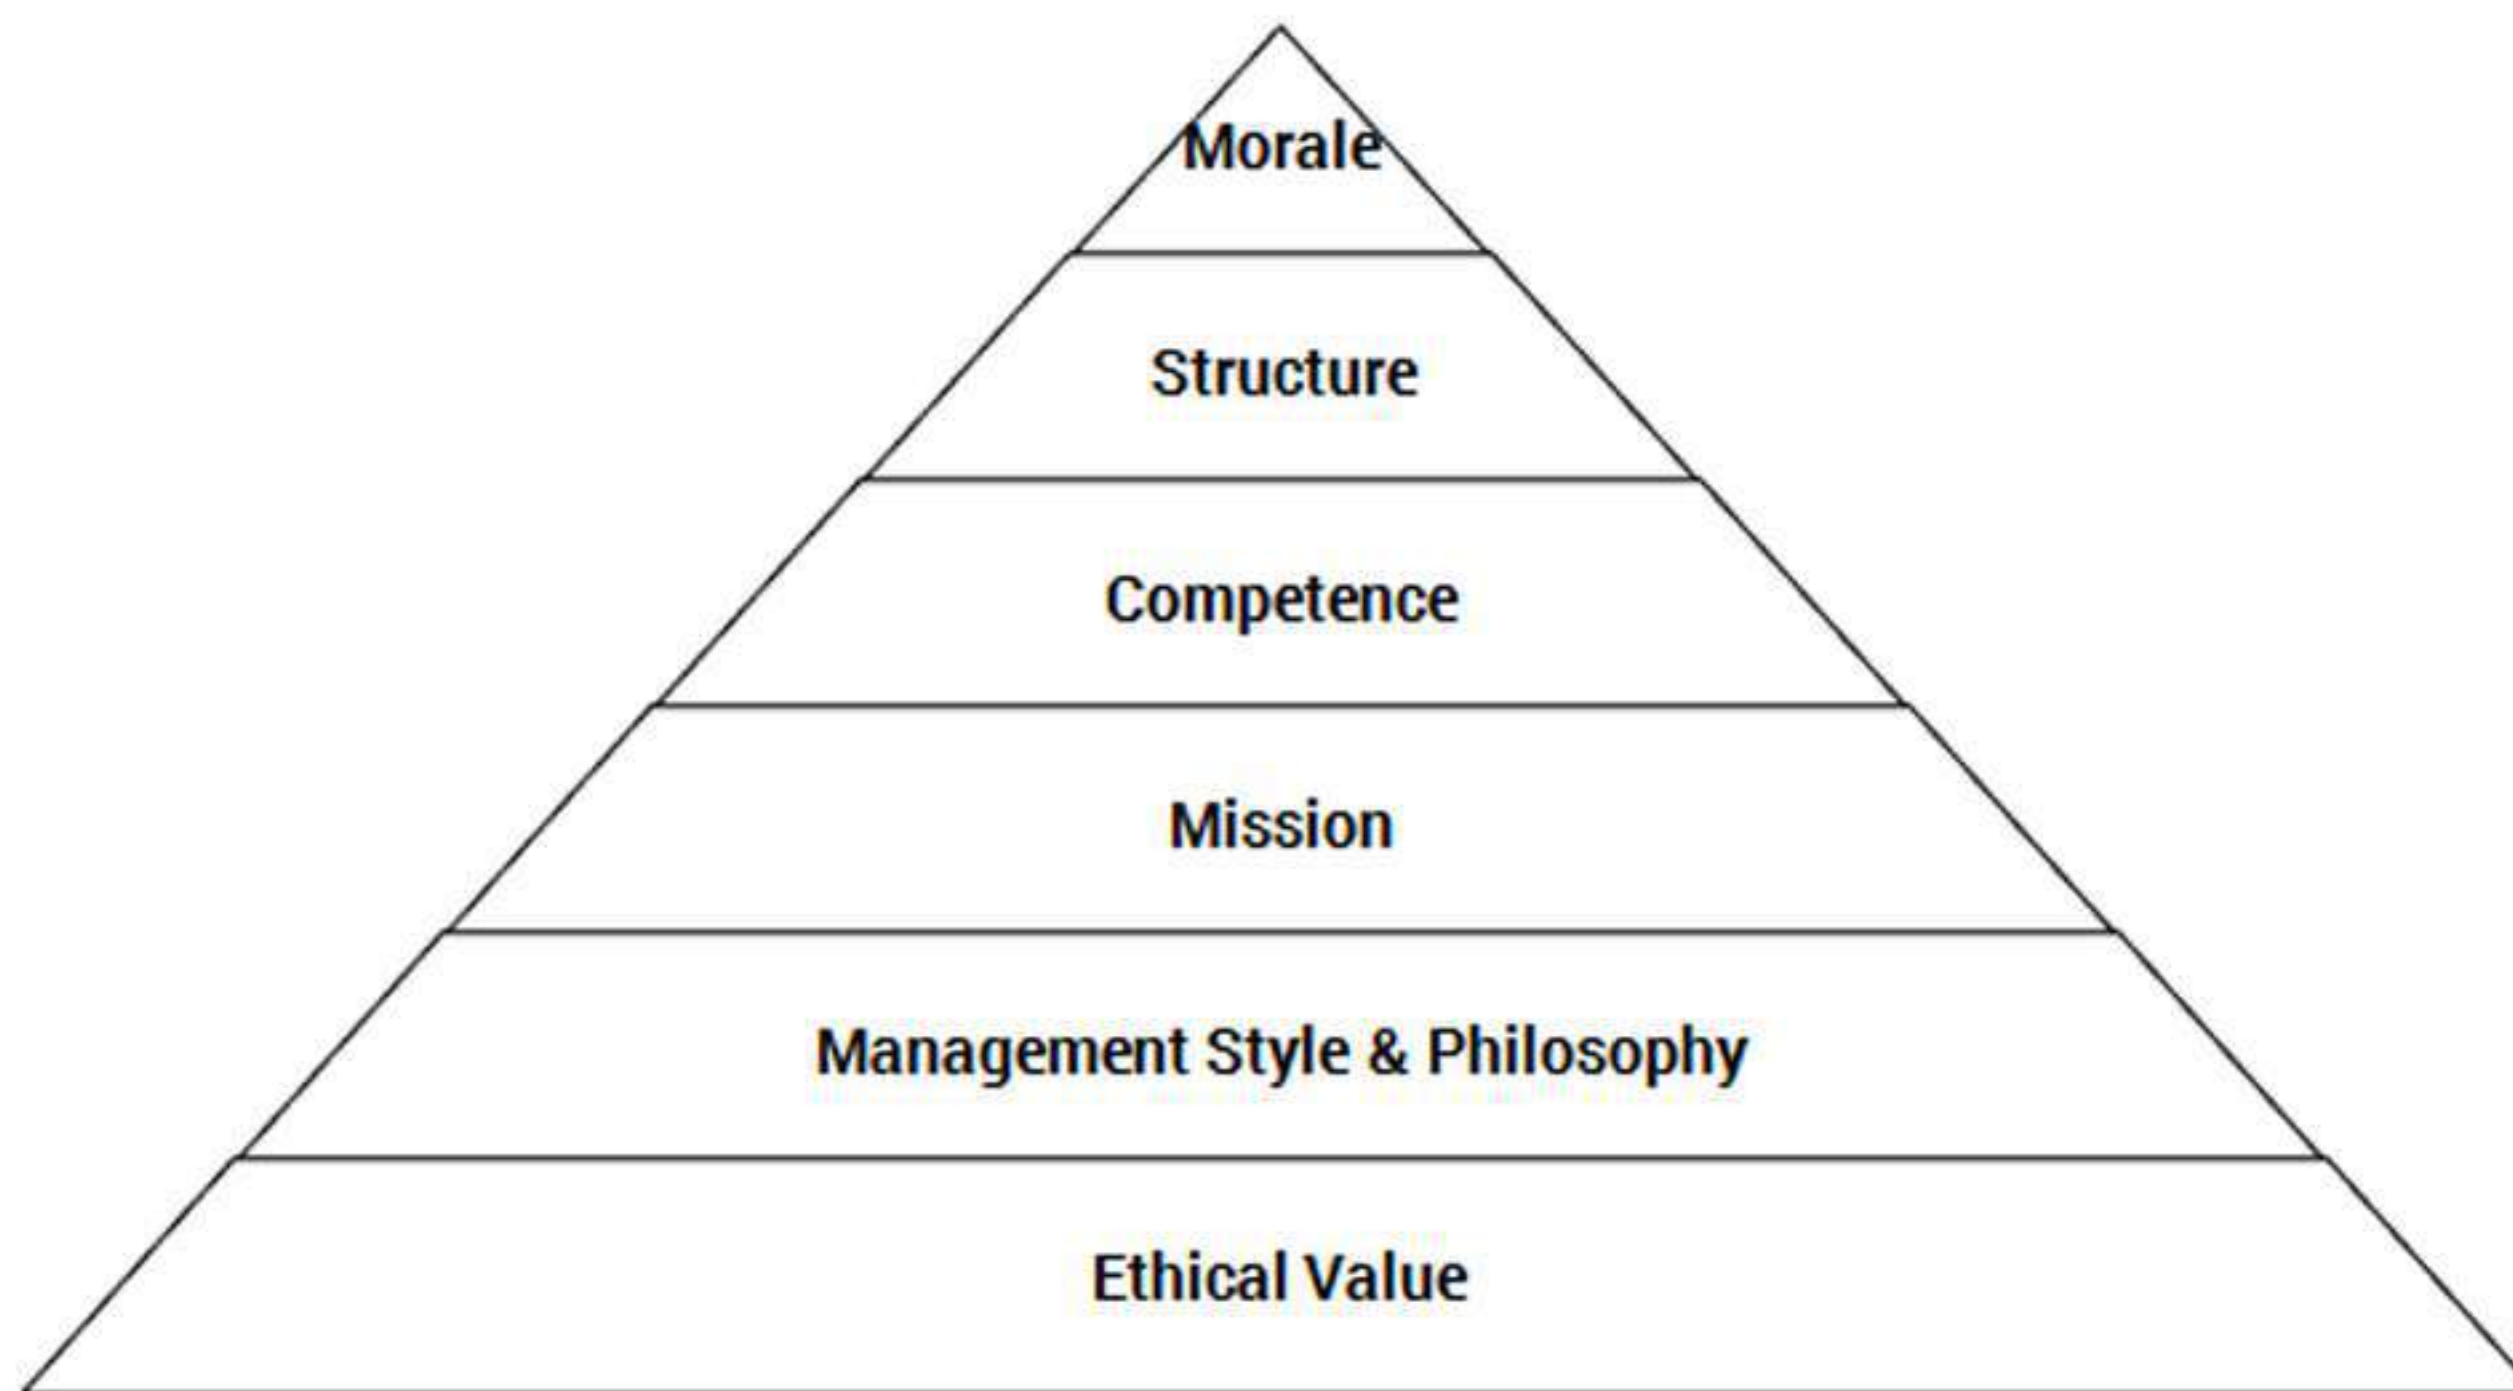 Morale
Structure
Competence
Mission
Management Style & Philosophy
Ethical Value